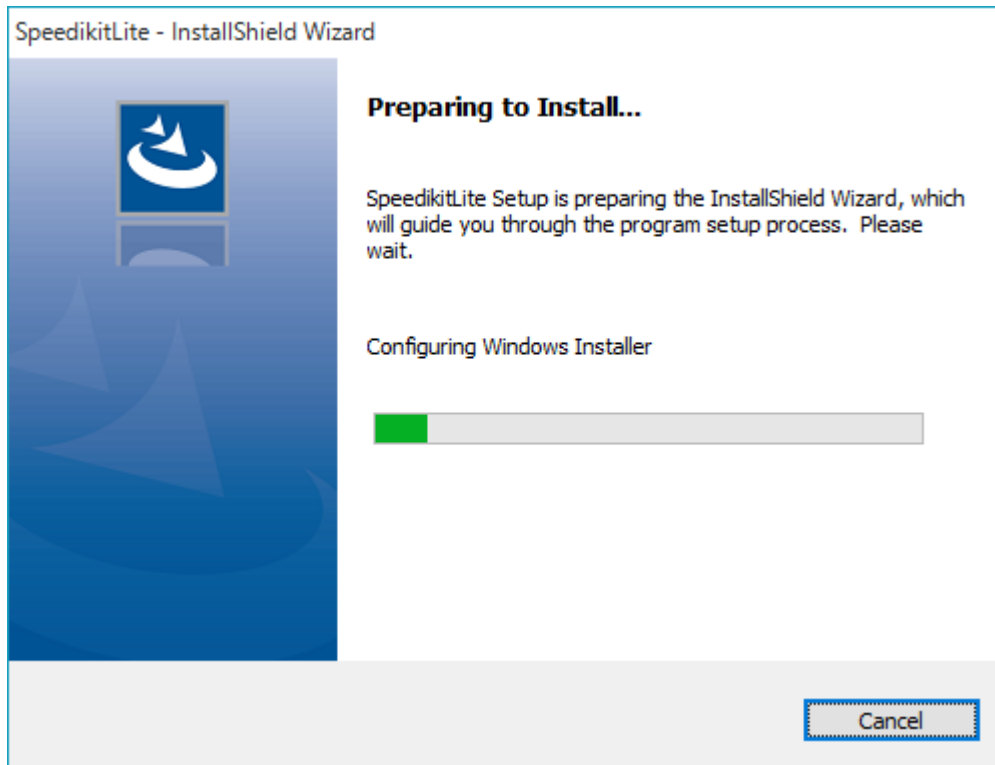 SpeedikitLite - InstallShield Wizard
Preparing to Install...
SpeedikitLite Setup is preparing the InstallShield Wizard, which
will guide you through the program setup process.  Please
wait.
Configuring Windows Installer
Cancel